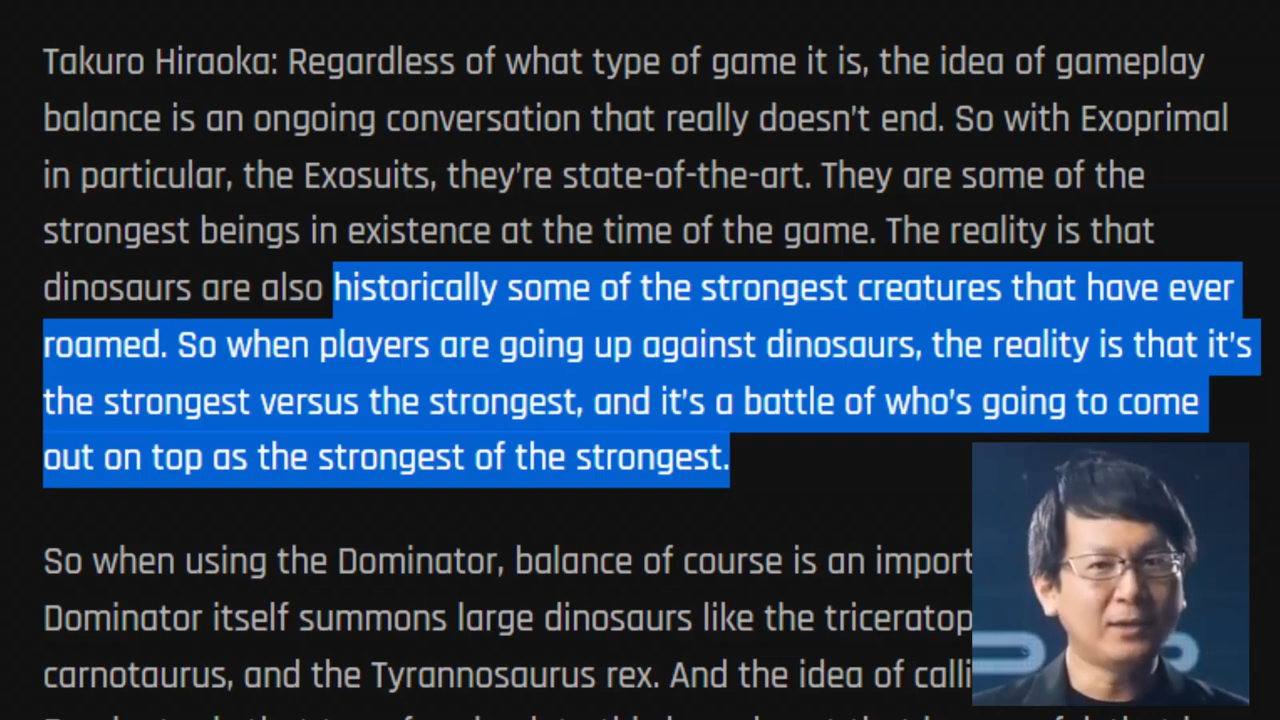 Takuro Hiraoka: Regardless of what type of game it is, the idea of gameplay
balance is an ongoing conversation that really doesn’t end. So with Exoprimal
in particular, the Exosuits, they’re state-of-the-art. They are some of the
strongest beings in existence at the time of the game. The reality is that
dinosaurs are also historically some of the strongest creatures that have ever
roamed. So when players are going up against dinosaurs, the reality is that it’s
the strongest versus the strongest, and it’s a battle of who’s going to come
out on top as the strongest of the strongest.
So when using the Dominator, balance of course is an
Dominator itself summons large dinosaurs like the
carnotaurus, and the Tyrannosaurus rex. And the idea of